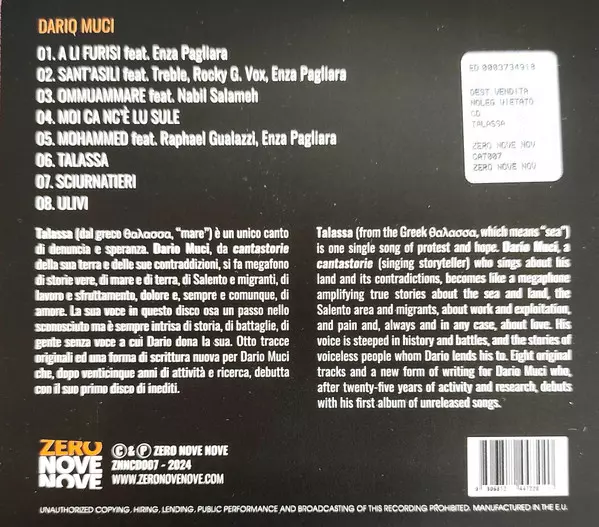 DARIO MUCI
01. A LI FURISI feat. Enza Pagliara
02. SANT'ASILI feat. Treble, Rocky G. Vox, Enza Pagliara
03. OMMUAMMARE feat. Nabil Salameh
04. MOI CA NC'È LU SULE
05. MOHAMMED feat. Raphael Gualazzi, Enza Pagliara
06. TALASSA
07. SCIURNATIERI
08. ULIVI
DEST VENDITA
NOLEG VIETATO
CD
TALASSA
ZERO NOVE NOV
CAT007
ZERO NOVE NOV
Talassa (dal greco θαλασσα, "mare") è un unico canto
di denuncia e speranza. Dario Muci, da cantastorie
della sua terra e delle sue contraddizioni, si fa megafono
di storie vere, di mare e di terra, di Salento e migranti, di
lavoro e sfruttamento, dolore e, sempre e comunque, di
amore. La sua voce in questo disco osa un passo nello
sconosciuto ma è sempre intrisa di storia, di battaglie, di
gente senza voce a cui Dario dona la sua. Otto tracce
originali ed una forma di scrittura nuova per Dario Muci
che, dopo venticinque anni di attività e ricerca, debutta
con il suo primo disco di inediti.
Talassa (from the Greek θαλασσα, which means "sea")
is one single song of protest and hope. Dario Muci, a
cantastorie (singing storyteller) who sings about his
land and its contradictions, becomes like a megaphone
amplifying true stories about the sea and land, the
Salento area and migrants, about work and exploitation,
and pain and, always and in any case, about love. His
voice is steeped in history and battles, and the stories of
voiceless people whom Dario lends his to. Eight original
tracks and a new form of writing for Dario Muci who,
after twenty-five years of activity and research, debuts
with his first album of unreleased songs.
ZERO
NOVE
NOVE
© & ℗ ZERO NOVE NOVE
ZNNCD007 - 2024
WWW.ZERONOVENOVE.COM
UNAUTHORIZED COPYING, HIRING, LENDING, PUBLIC PERFORMANCE AND BROADCASTING OF THIS RECORDING PROHIBITED. MANUFACTURED IN THE E.U.